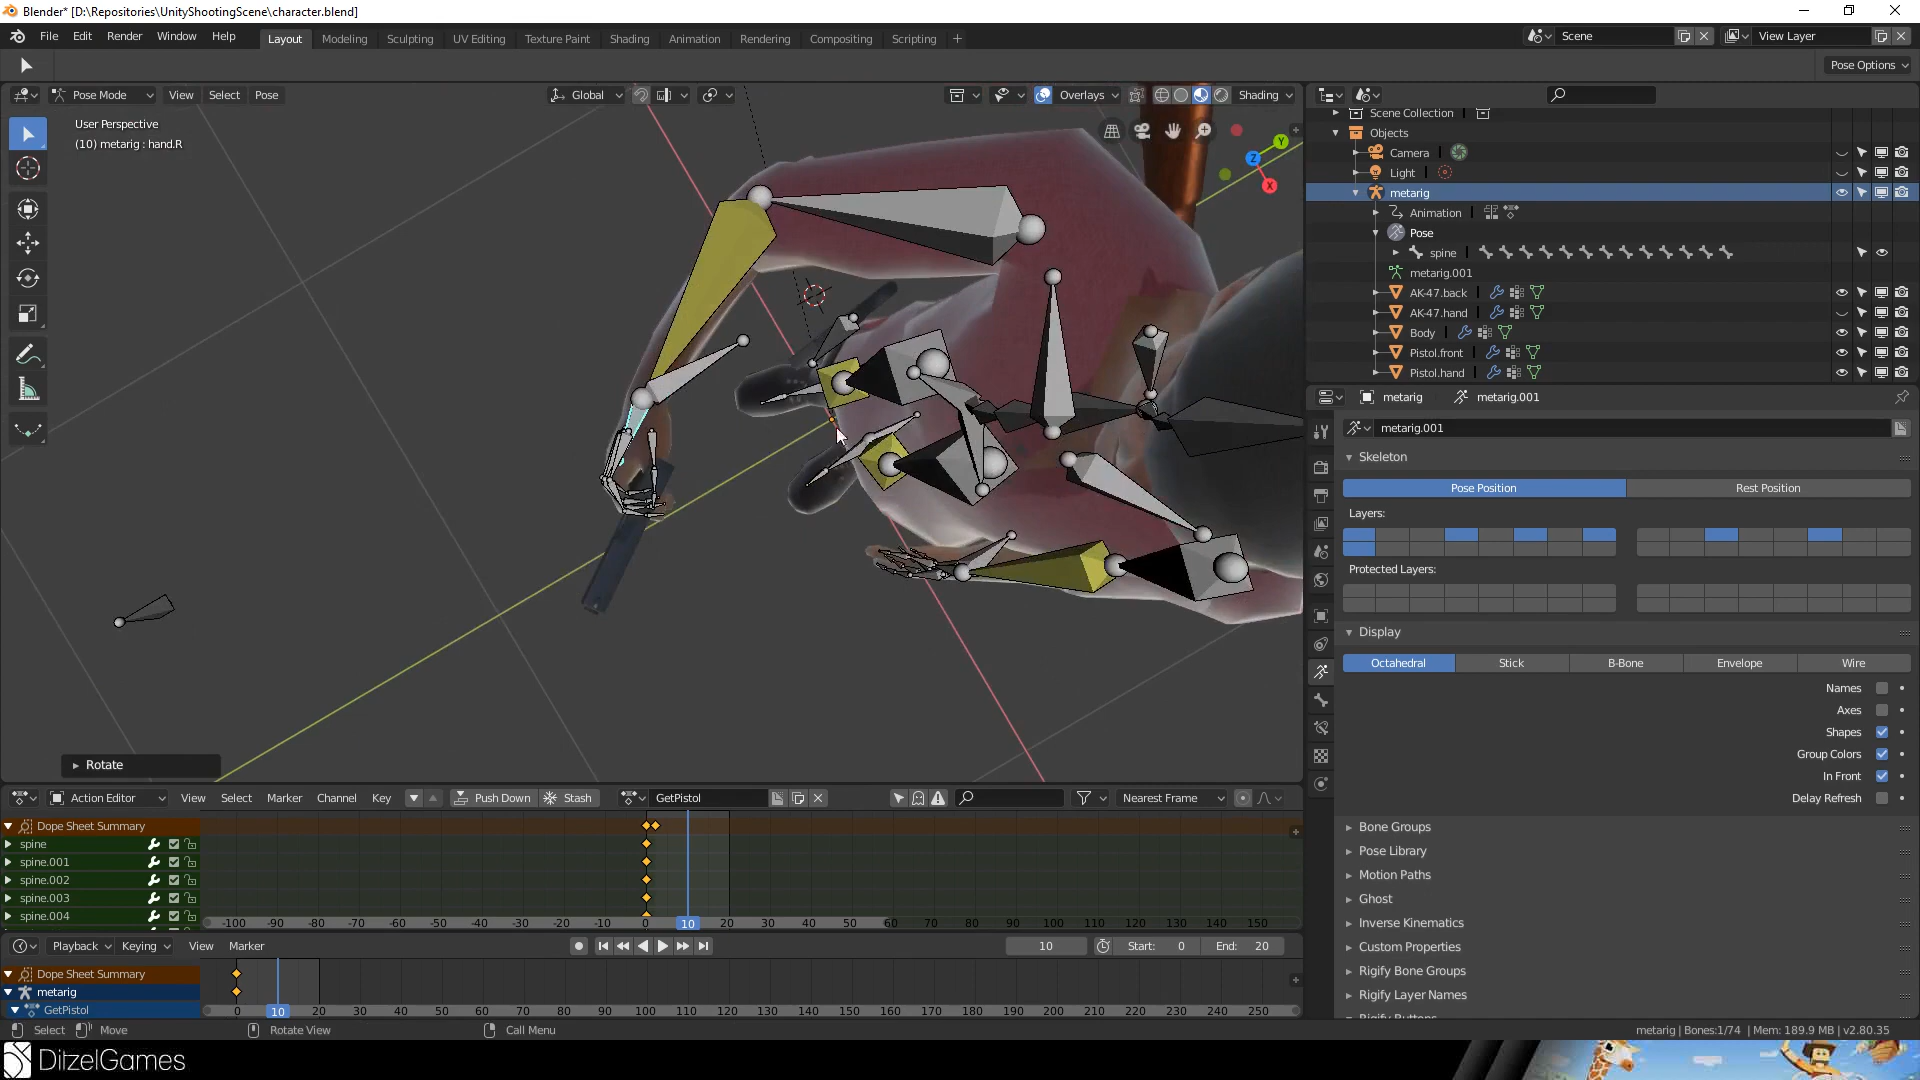 Blender* [D:\Repositories\UnityShootingScene\character.blend]
File Edit Render Window Help Layout Modeling Sculpting UV Editing Texture Paint Shading Animation Rendering Compositing Scripting + Scene View Layer
Pose Options
Pose Mode View Select Pose Global Overlays Shading
User Perspective
(10) metarig : hand.R
Y
Z
X
Rotate
Scene Collection
Objects
Camera
Light
metarig
Animation
Pose
spine
metarig.001
AK-47.back
AK-47.hand
Body
Pistol.front
Pistol.hand
metarig metarig.001
metarig.001
Skeleton
Pose Position Rest Position
Layers:
Protected Layers:
Display
Octahedral Stick B-Bone Envelope Wire
Names
Axes
Shapes
Group Colors
In Front
Delay Refresh
Bone Groups
Pose Library
Motion Paths
Ghost
Inverse Kinematics
Custom Properties
Rigify Bone Groups
Rigify Layer Names
Rigify Buttons
Action Editor View Select Marker Channel Key Push Down Stash GetPistol Nearest Frame
Dope Sheet Summary
spine
spine.001
spine.002
spine.003
spine.004
-100 -90 -80 -70 -60 -50 -40 -30 -20 -10 0 10 20 30 40 50 60 70 80 90 100 110 120 130 140 150
Playback Keying View Marker 10 Start: 0 End: 20
Dope Sheet Summary
metarig
GetPistol
0 10 20 30 40 50 60 70 80 90 100 110 120 130 140 150 160 170 180 190 200 210 220 230 240 250
Select Move Rotate View Call Menu metarig | Bones:1/74 | Mem: 189.9 MB | v2.80.35
DitzelGames